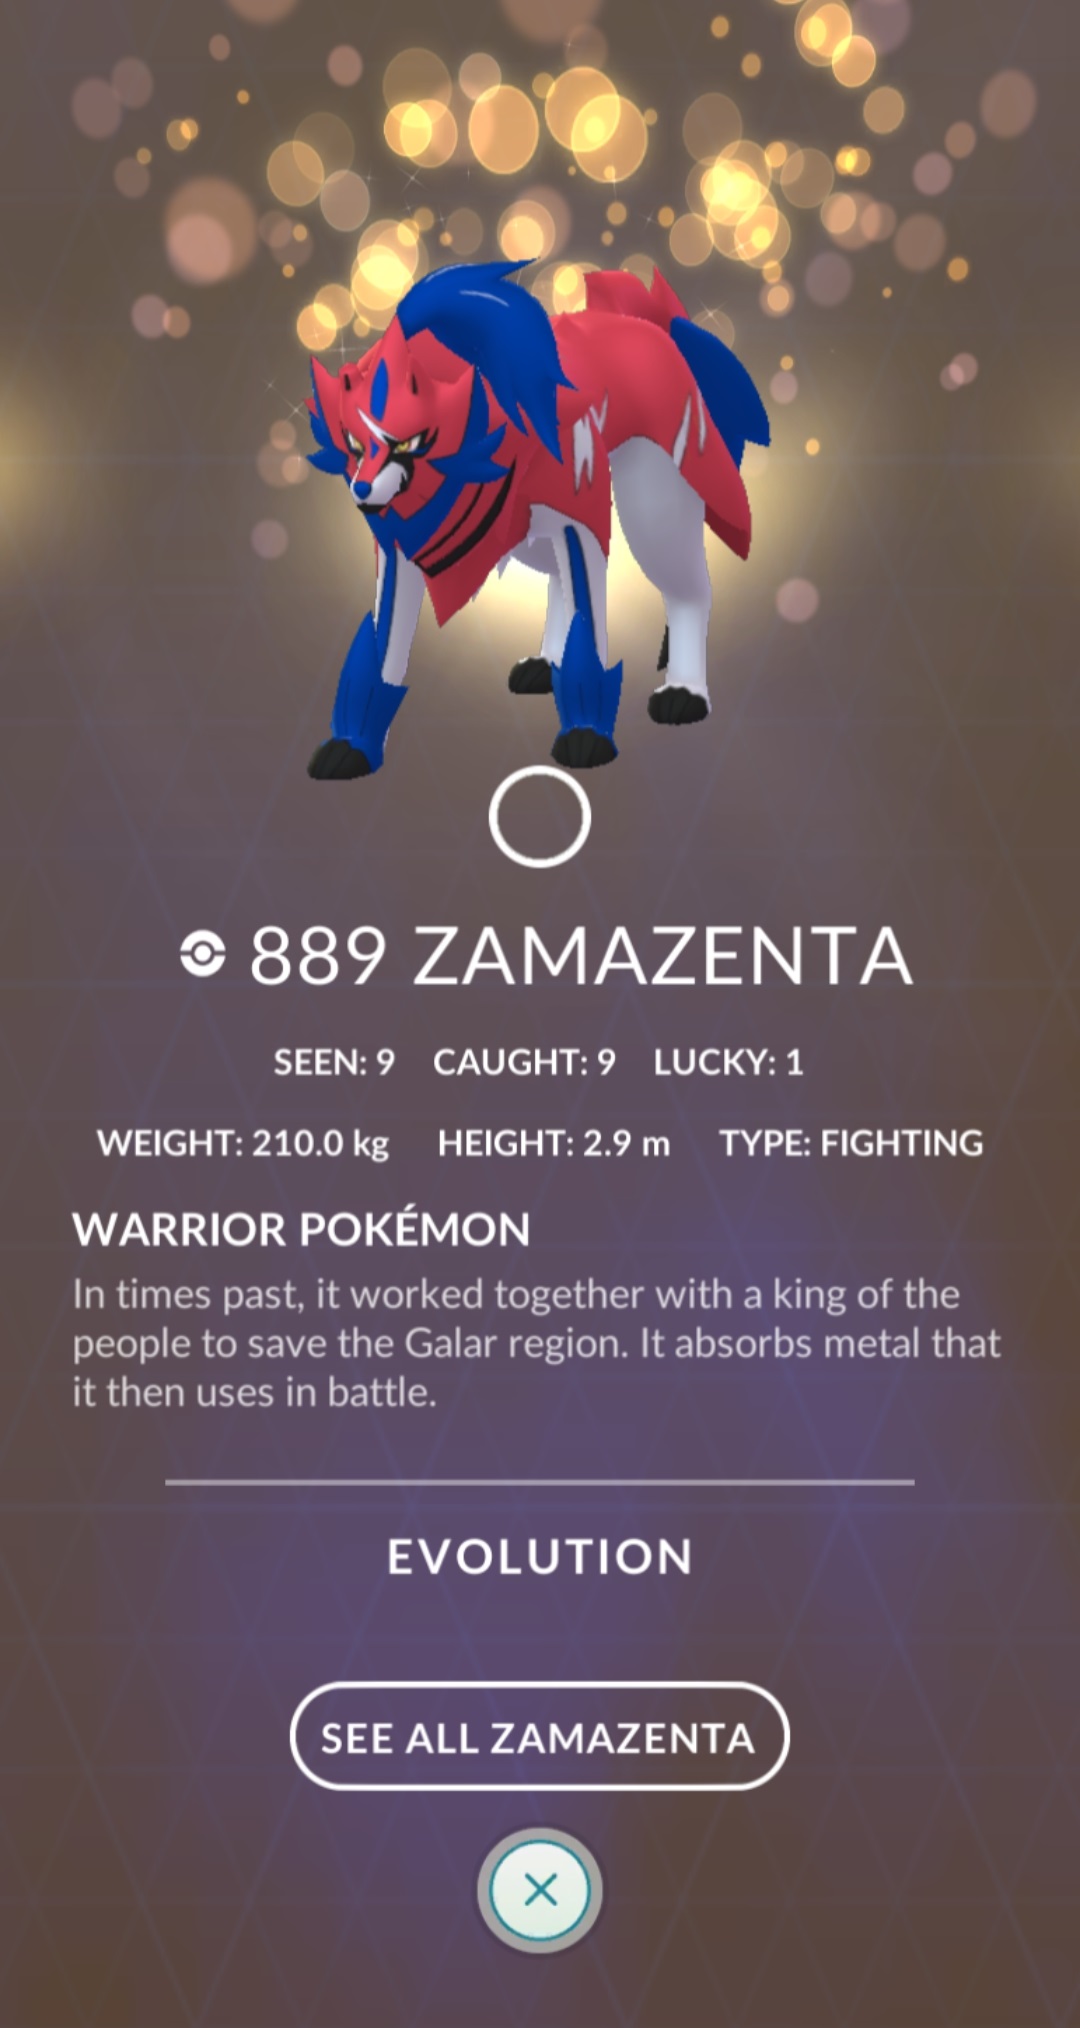 889 ZAMAZENTA
SEEN: 9 CAUGHT: 9 LUCKY: 1
WEIGHT: 210.0 kg HEIGHT: 2.9 m TYPE: FIGHTING
WARRIOR POKÉMON
In times past, it worked together with a king of the
people to save the Galar region. It absorbs metal that
it then uses in battle.
EVOLUTION
SEE ALL ZAMAZENTA